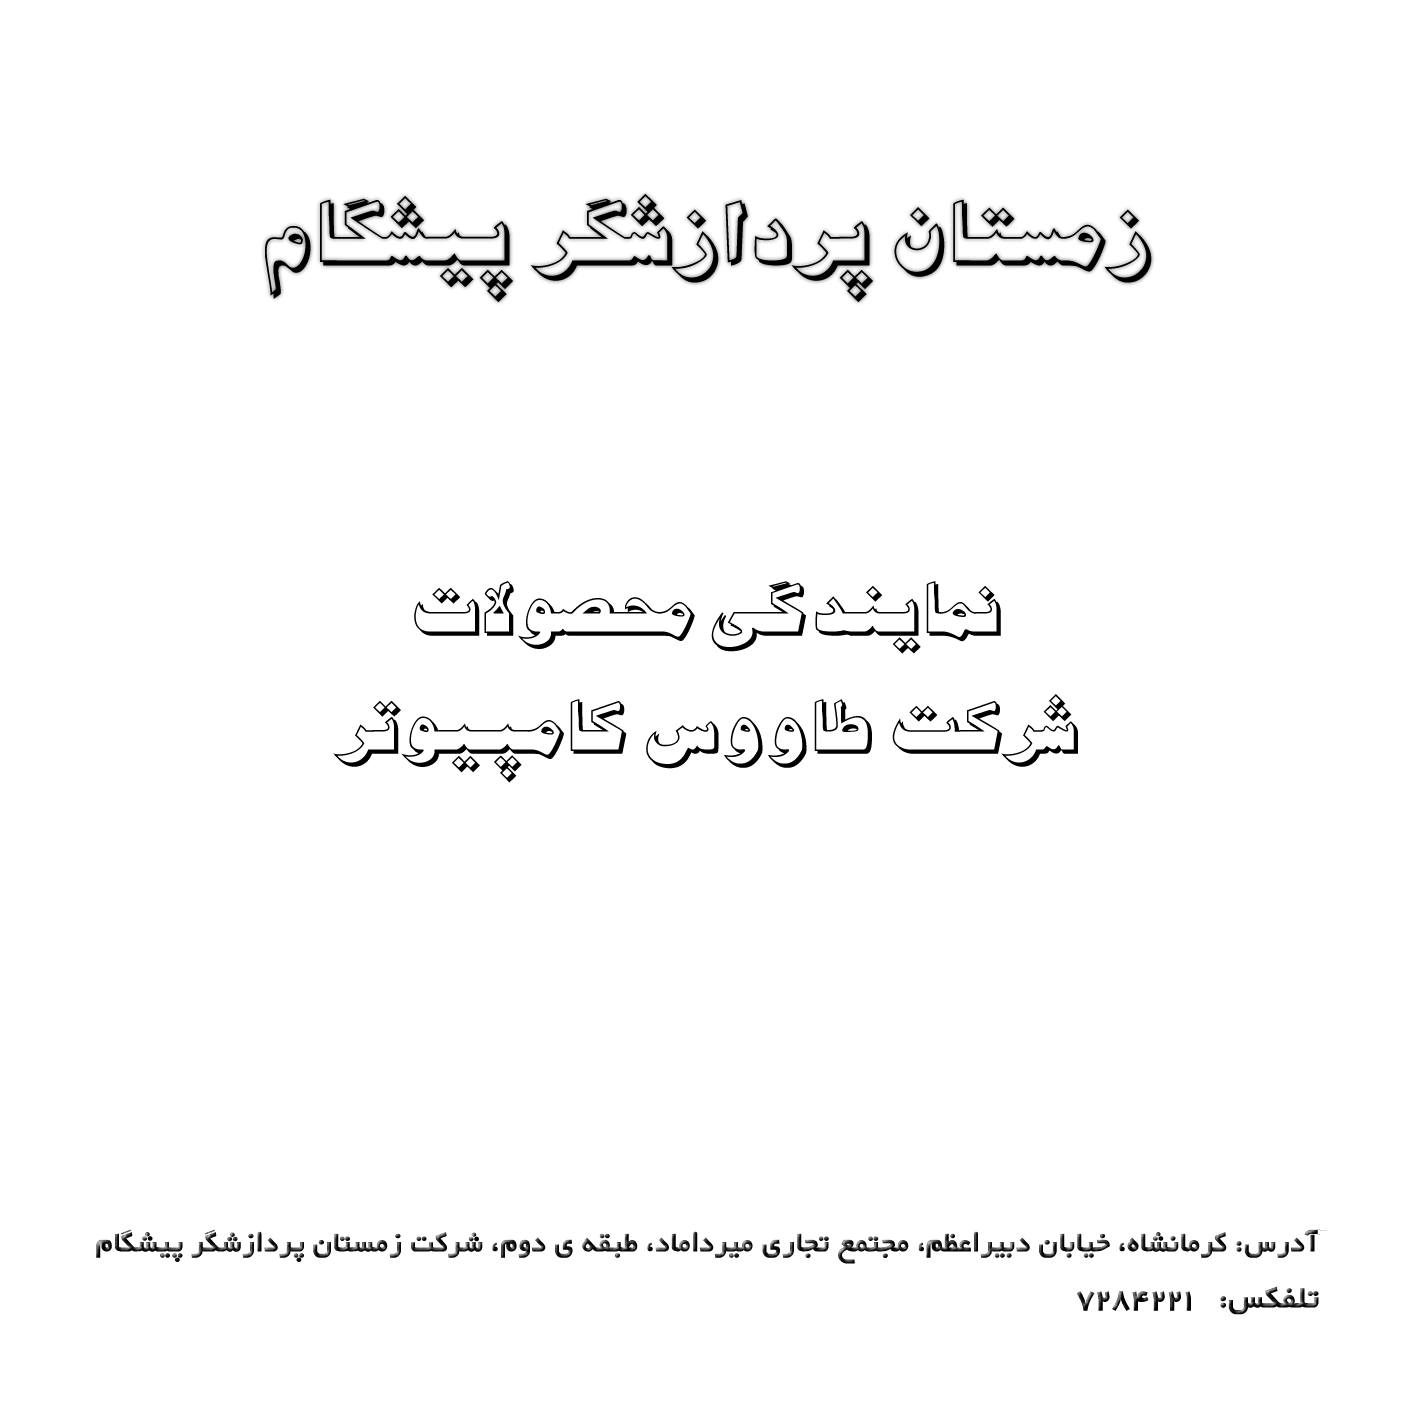 زمستان پردازشگر پیشگام
نمایندگی محصولات
شرکت طاووس کامپیوتر
آدرس: کرمانشاه، خیابان دبیراعظم، مجتمع تجاری میرداماد، طبقه ی دوم، شرکت زمستان پردازشگر پیشگام
تلفکس: ۷۲۸۴۲۲۱